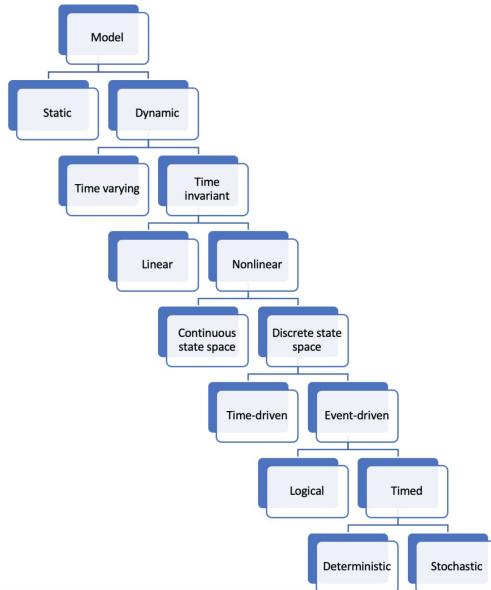 Model
Static
Dynamic
Time varying
Time
invariant
Linear
Nonlinear
Continuous
state space
Discrete state
space
Time-driven
Event-driven
Logical
Timed
Deterministic
Stochastic